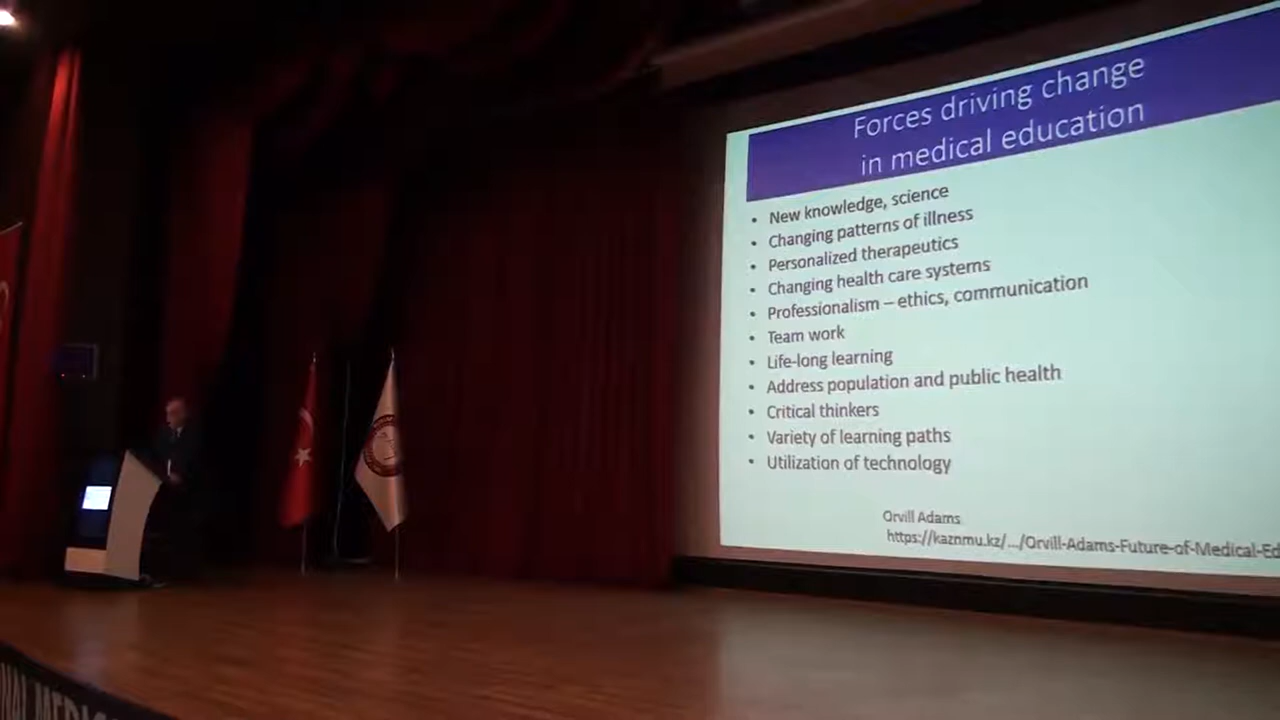 Forces driving change
in medical education
• New knowledge, science
• Changing patterns of illness
• Personalized therapeutics
• Changing health care systems
• Professionalism – ethics, communication
• Team work
• Life-long learning
• Address population and public health
• Critical thinkers
• Variety of learning paths
• Utilization of technology
Orvill Adams
https://kaznmu.kz/.../Orvill-Adams-Future-of-Medical-Ed